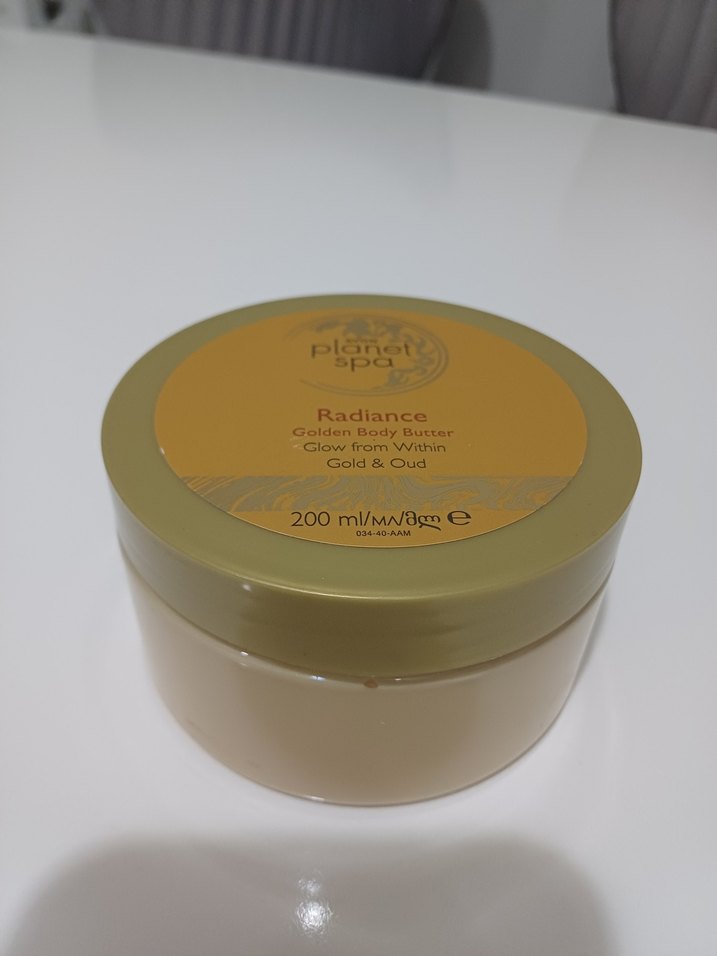 planet
spa
Radiance
Golden Body Butter
Glow from Within
Gold & Oud
200 ml/мл/მლ ℮
034-40-AAM